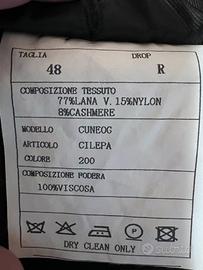 TAGLIA DROP
48 R
COMPOSIZIONE TESSUTO
77%LANA V. 15%NYLON
8%CASHMERE
MODELLO CUNEOG
ARTICOLO CILEPA
COLORE 200
COMPOSIZIONE FODERA
100%VISCOSA
P
DRY CLEAN ONLY
subito